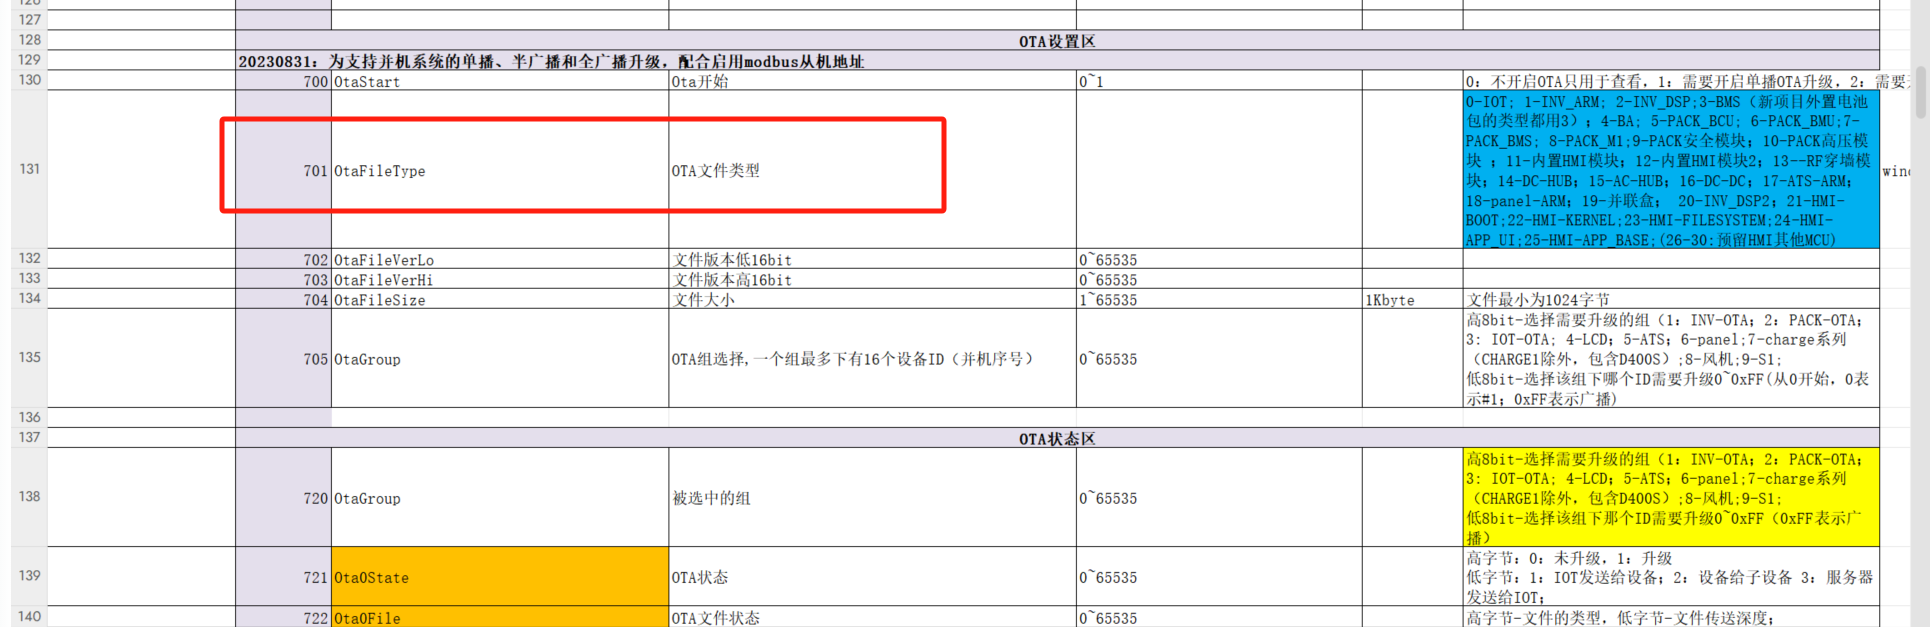 127
128 OTA设置区
129 20230831: 为支持并机系统的单播、半广播和全广播升级，配合启用modbus从机地址
130 700 OtaStart Ota开始 0~1 0: 不开启OTA只用于查看，1: 需要开启单播OTA升级，2: 需要
131 701 OtaFileType OTA文件类型
0-IOT; 1-INV_ARM; 2-INV_DSP;3-BMS（新项目外置电池
包的类型都用3）; 4-BA; 5-PACK_BCU; 6-PACK_BMU;7-
PACK_BMS; 8-PACK_M1;9-PACK安全模块; 10-PACK高压模
块 ; 11-内置HMI模块; 12-内置HMI模块2; 13--RF穿墙模
块; 14-DC-HUB; 15-AC-HUB; 16-DC-DC; 17-ATS-ARM;
18-panel-ARM; 19-并联盒; 20-INV_DSP2; 21-HMI-
BOOT;22-HMI-KERNEL;23-HMI-FILESYSTEM;24-HMI-
APP_UI;25-HMI-APP_BASE;(26-30:预留HMI其他MCU)
132 702 OtaFileVerLo 文件版本低16bit 0~65535
133 703 OtaFileVerHi 文件版本高16bit 0~65535
134 704 OtaFileSize 文件大小 1~65535 1Kbyte 文件最小为1024字节
135 705 OtaGroup OTA组选择,一个组最多下有16个设备ID（并机序号） 0~65535
高8bit-选择需要升级的组（1: INV-OTA; 2: PACK-OTA;
3: IOT-OTA; 4-LCD; 5-ATS; 6-panel;7-charge系列
（CHARGE1除外，包含D400S）;8-风机;9-S1;
低8bit-选择该组下哪个ID需要升级0~0xFF(从0开始，0表
示#1; 0xFF表示广播)
136
137 OTA状态区
138 720 OtaGroup 被选中的组 0~65535
高8bit-选择需要升级的组（1: INV-OTA; 2: PACK-OTA;
3: IOT-OTA; 4-LCD; 5-ATS; 6-panel;7-charge系列
（CHARGE1除外，包含D400S）;8-风机;9-S1;
低8bit-选择该组下那个ID需要升级0~0xFF（0xFF表示广
播）
139 721 Ota0State OTA状态 0~65535
高字节: 0: 未升级，1: 升级
低字节: 1: IOT发送给设备; 2: 设备给子设备 3: 服务器
发送给IOT;
140 722 Ota0File OTA文件状态 0~65535 高字节-文件的类型，低字节-文件传送深度;